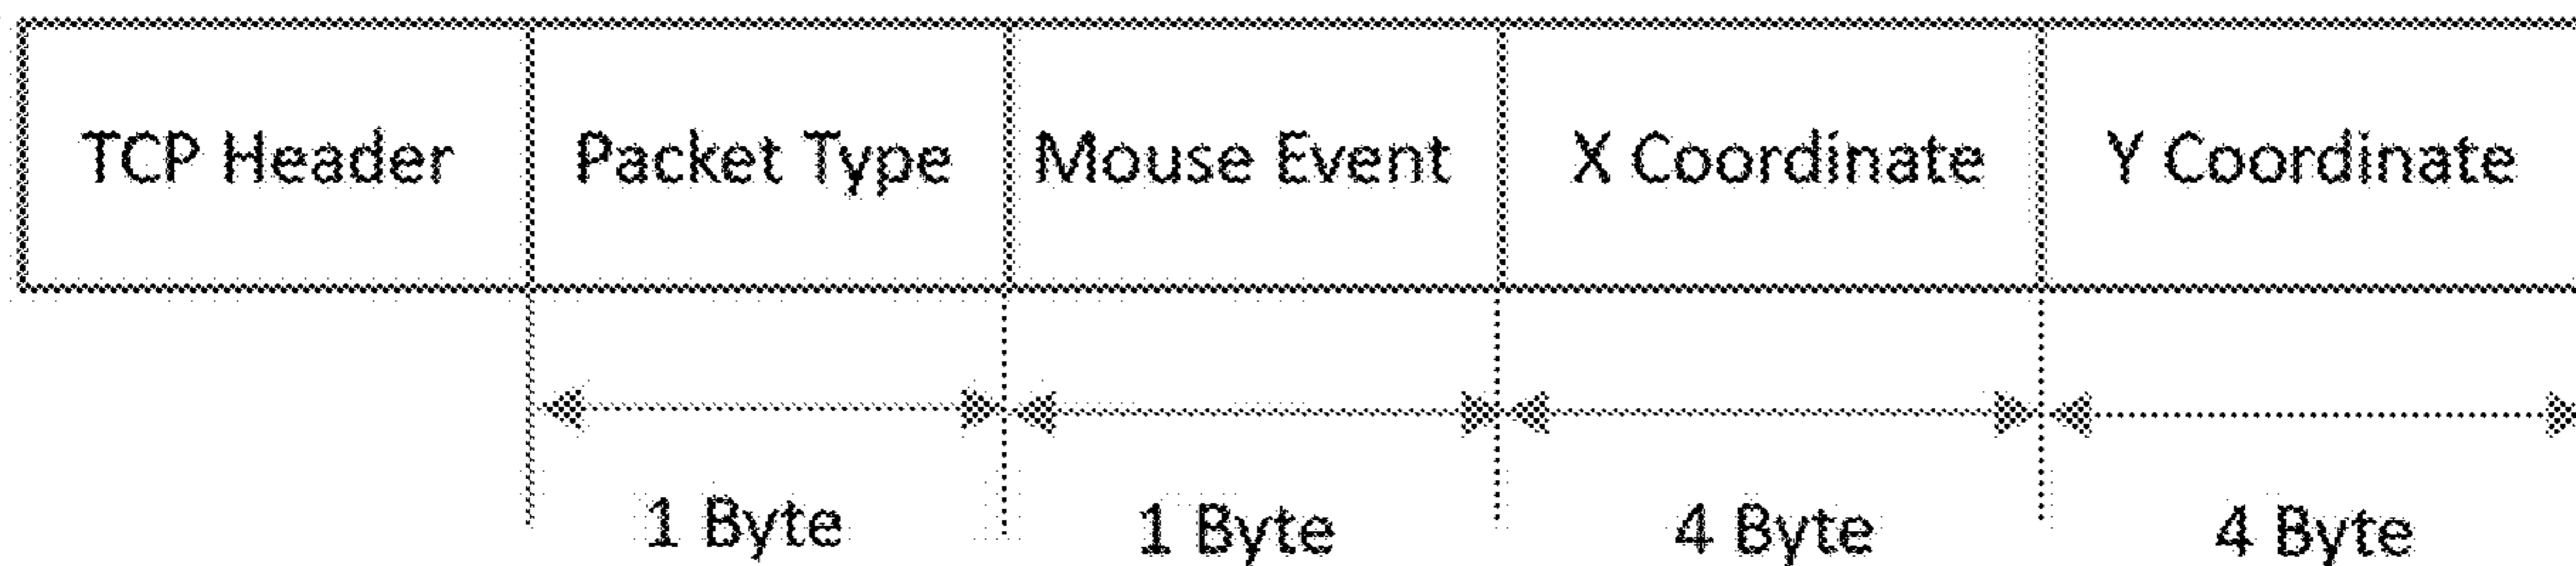 TCP Header Packet Type Mouse Event X Coordinate Y Coordinate
1 Byte 1 Byte 4 Byte 4 Byte